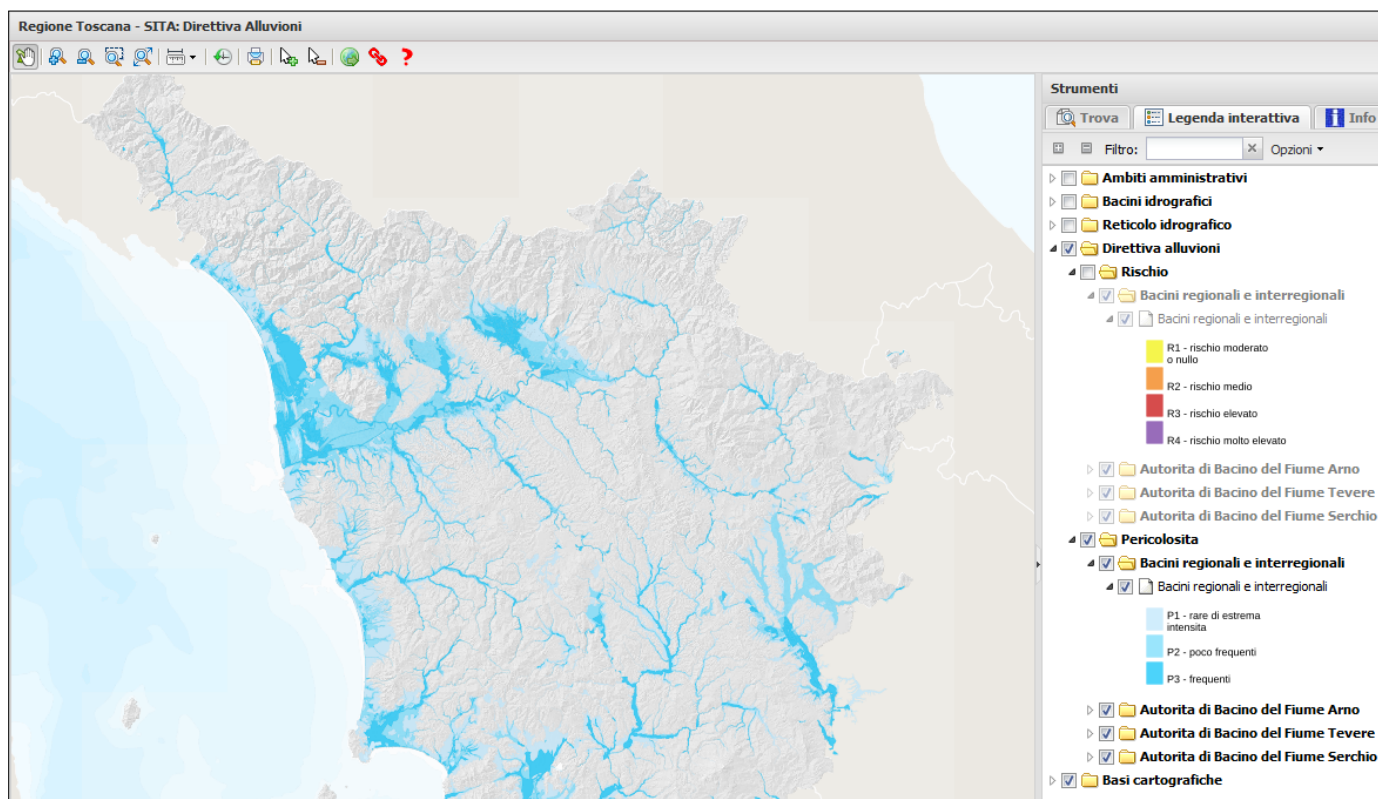 Regione Toscana - SITA: Direttiva Alluvioni
?
Strumenti
Trova
Legenda interattiva
Info
Filtro:
Opzioni
Ambiti amministrativi
Bacini idrografici
Reticolo idrografico
Direttiva alluvioni
Rischio
Bacini regionali e interregionali
Bacini regionali e interregionali
R1 - rischio moderato
o nullo
R2 - rischio medio
R3 - rischio elevato
R4 - rischio molto elevato
Autorita di Bacino del Fiume Arno
Autorita di Bacino del Fiume Tevere
Autorita di Bacino del Fiume Serchio
Pericolosita
Bacini regionali e interregionali
Bacini regionali e interregionali
P1 - rare di estrema
intensita
P2 - poco frequenti
P3 - frequenti
Autorita di Bacino del Fiume Arno
Autorita di Bacino del Fiume Tevere
Autorita di Bacino del Fiume Serchio
Basi cartografiche